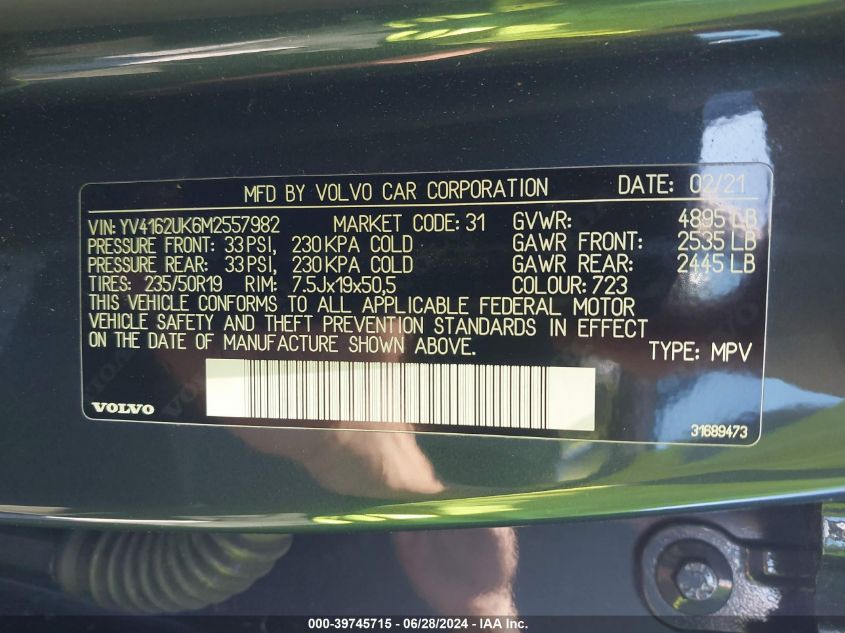 MFD BY VOLVO CAR CORPORATION DATE: 02/21
VIN: YV4162UK6M2557982 MARKET CODE: 31 GVWR: 4895 LB
PRESSURE FRONT: 33 PSI, 230 KPA COLD GAWR FRONT: 2535 LB
PRESSURE REAR: 33 PSI, 230 KPA COLD GAWR REAR: 2445 LB
TIRES: 235/50R19 RIM: 7.5Jx19x50,5 COLOUR: 723
THIS VEHICLE CONFORMS TO ALL APPLICABLE FEDERAL MOTOR
VEHICLE SAFETY AND THEFT PREVENTION STANDARDS IN EFFECT
ON THE DATE OF MANUFACTURE SHOWN ABOVE.
TYPE: MPV
VOLVO
31689473
000-39745715 - 06/28/2024 - IAA Inc.